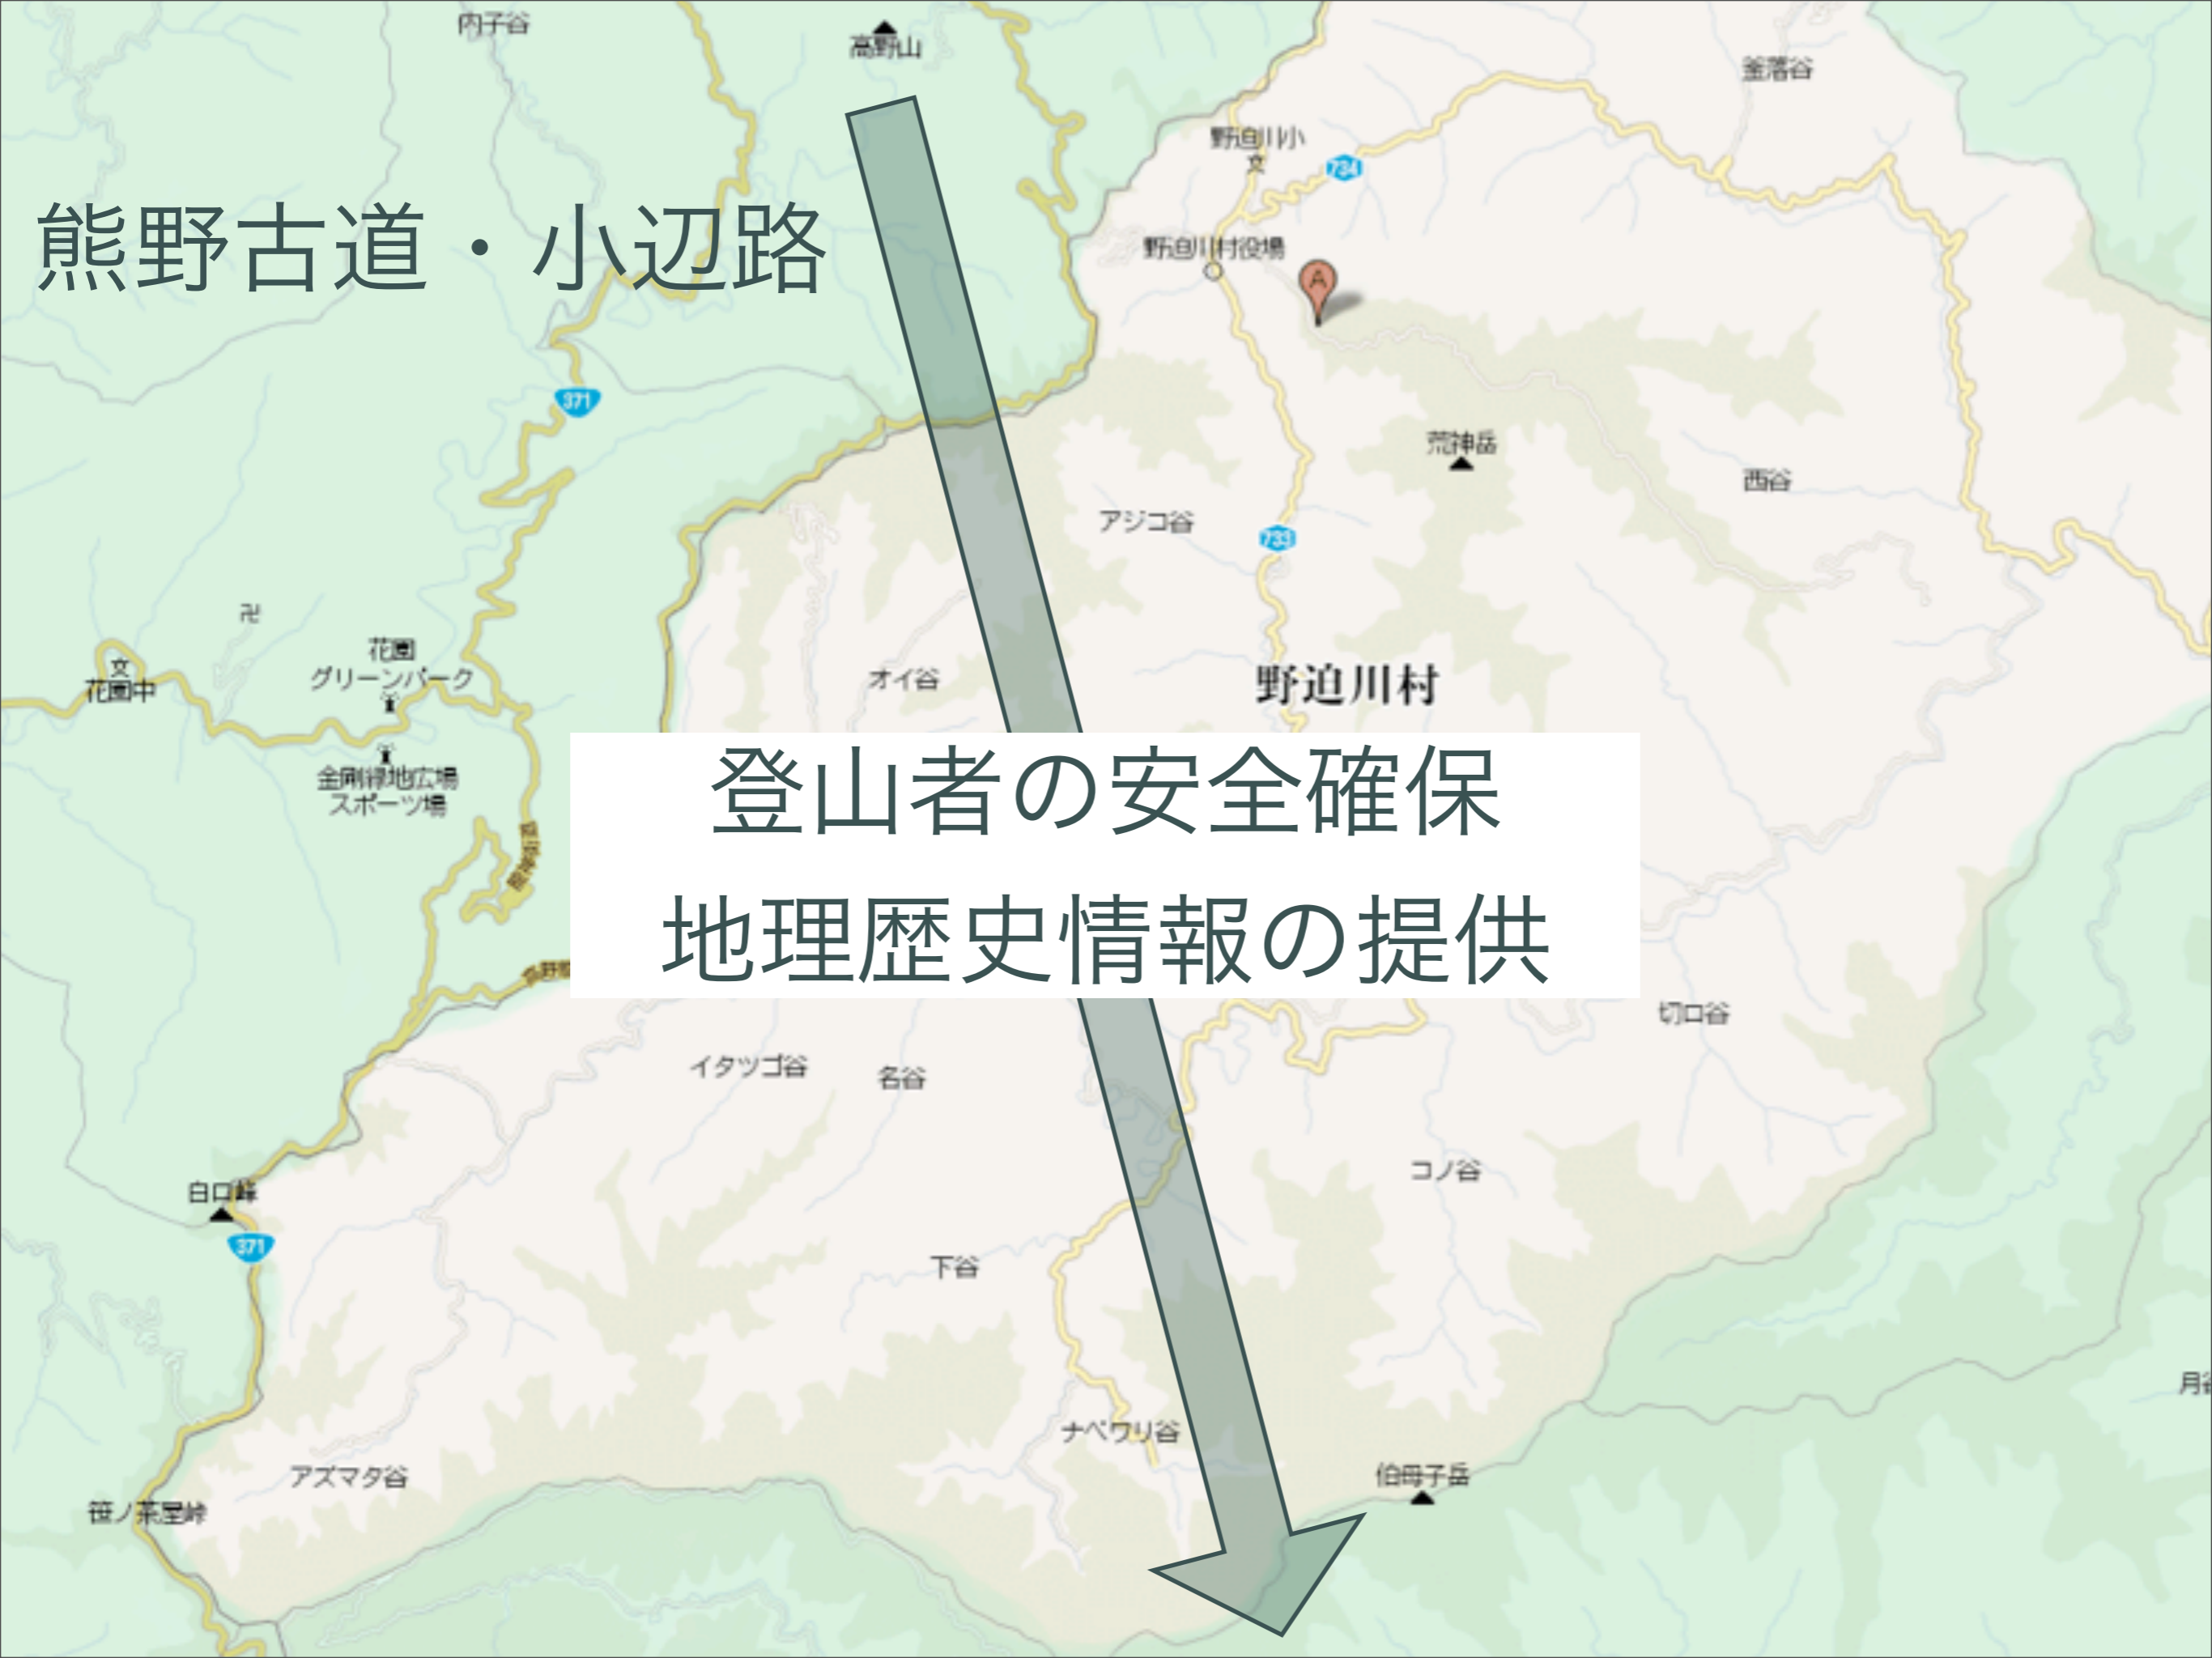 内子谷
高野山
釜落谷
野迫川小
734
熊野古道・小辺路
野迫川村役場
A
371
荒神岳
西谷
アジコ谷
733
花園
グリーンパーク
花園中
オイ谷
野迫川村
金剛緑地広場
スポーツ場
登山者の安全確保
地理歴史情報の提供
切口谷
イタツゴ谷
名谷
コノ谷
白口峰
371
下谷
ナベワリ谷
アズマタ谷
伯母子岳
笹ノ茶屋峠